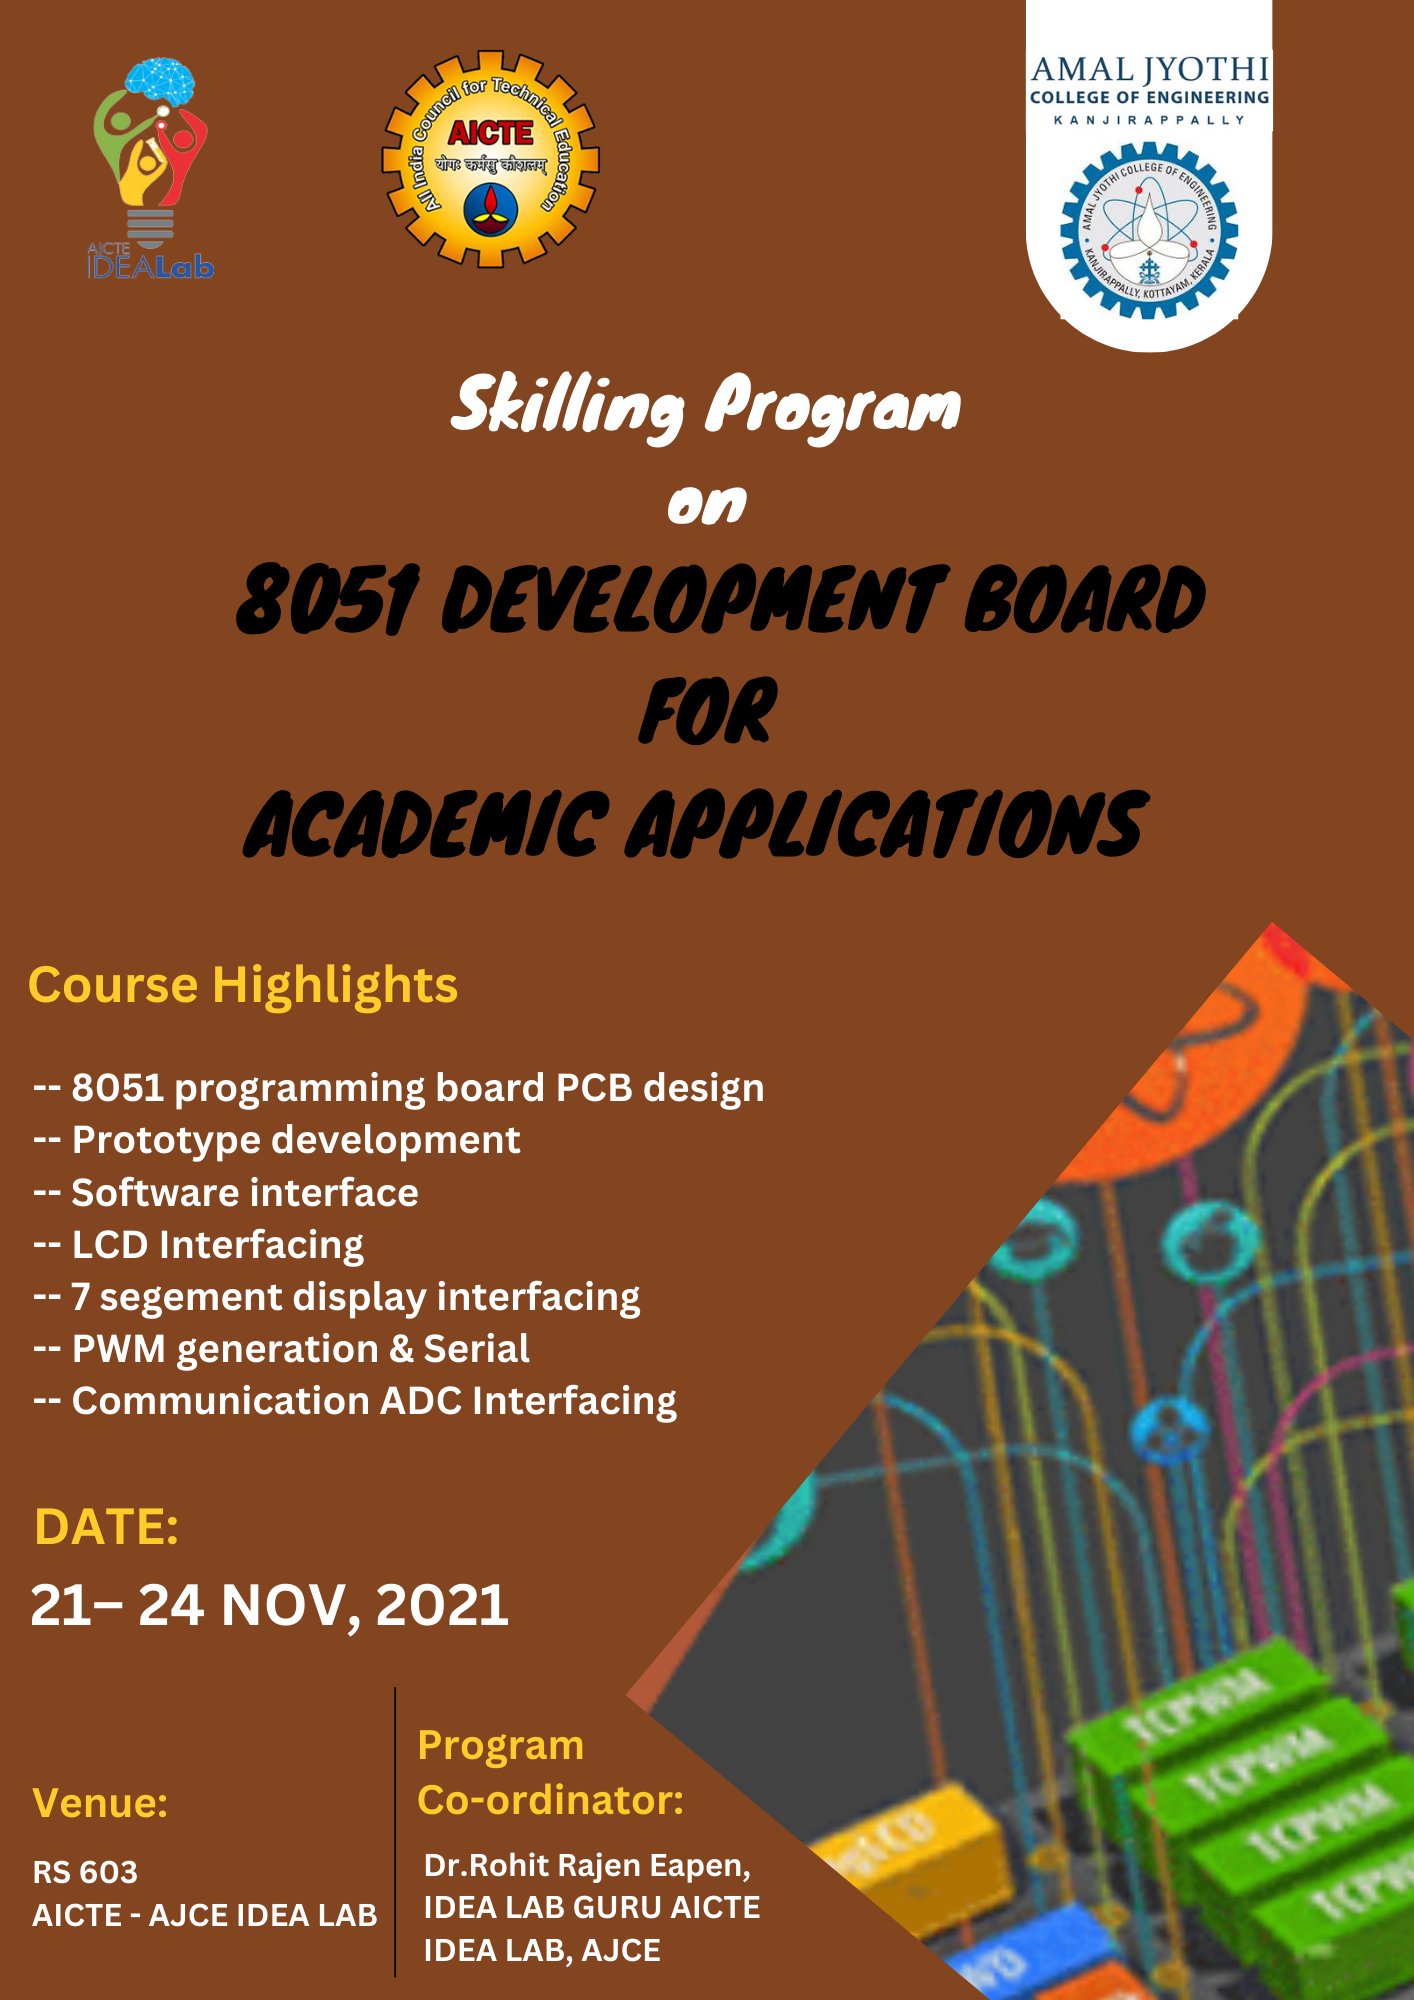 AICTE
IDEALab
All India Council for Technical Education
AICTE
योगः कर्मसु कौशलम्
AMAL JYOTHI
COLLEGE OF ENGINEERING
KANJIRAPPALLY
AMAL JYOTHI COLLEGE OF ENGINEERING
KANJIRAPPALLY, KOTTAYAM, KERALA
Skilling Program
on
8051 DEVELOPMENT BOARD
FOR
ACADEMIC APPLICATIONS
Course Highlights
-- 8051 programming board PCB design
-- Prototype development
-- Software interface
-- LCD Interfacing
-- 7 segement display interfacing
-- PWM generation & Serial
-- Communication ADC Interfacing
DATE:
21– 24 NOV, 2021
Venue:
RS 603
AICTE - AJCE IDEA LAB
Program
Co-ordinator:
Dr.Rohit Rajen Eapen,
IDEA LAB GURU AICTE
IDEA LAB, AJCE
TCPWM
TCPWM
TCPWM